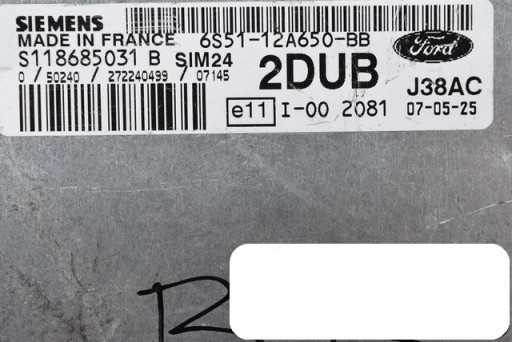 SIEMENS
MADE IN FRANCE 6S51-12A650-BB
Ford
S118685031 B SIM24 2DUB J38AC
0 / 50240 / 272240499 / 07145
e11 I-00 2081 07-05-25